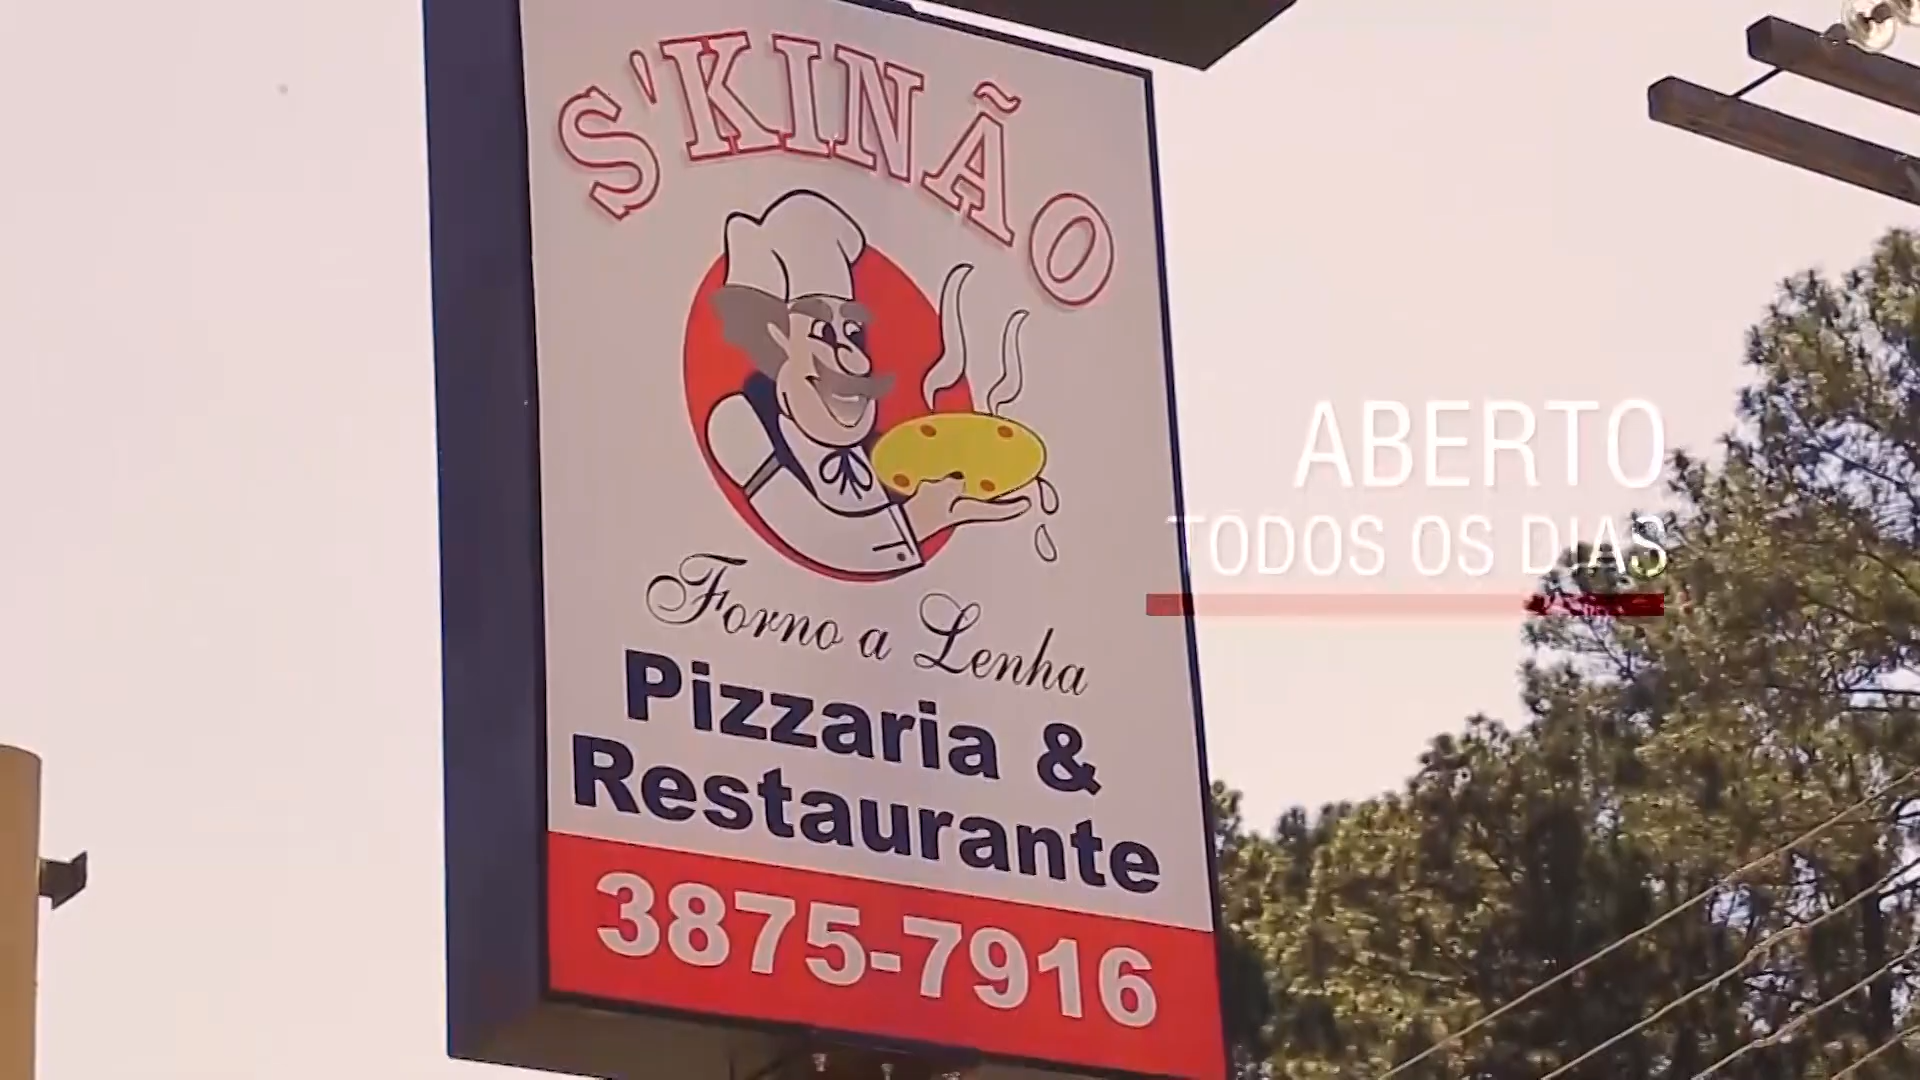 S'KINÃO
Forno a Lenha
Pizzaria &
Restaurante
3875-7916
ABERTO
TODOS OS DIAS